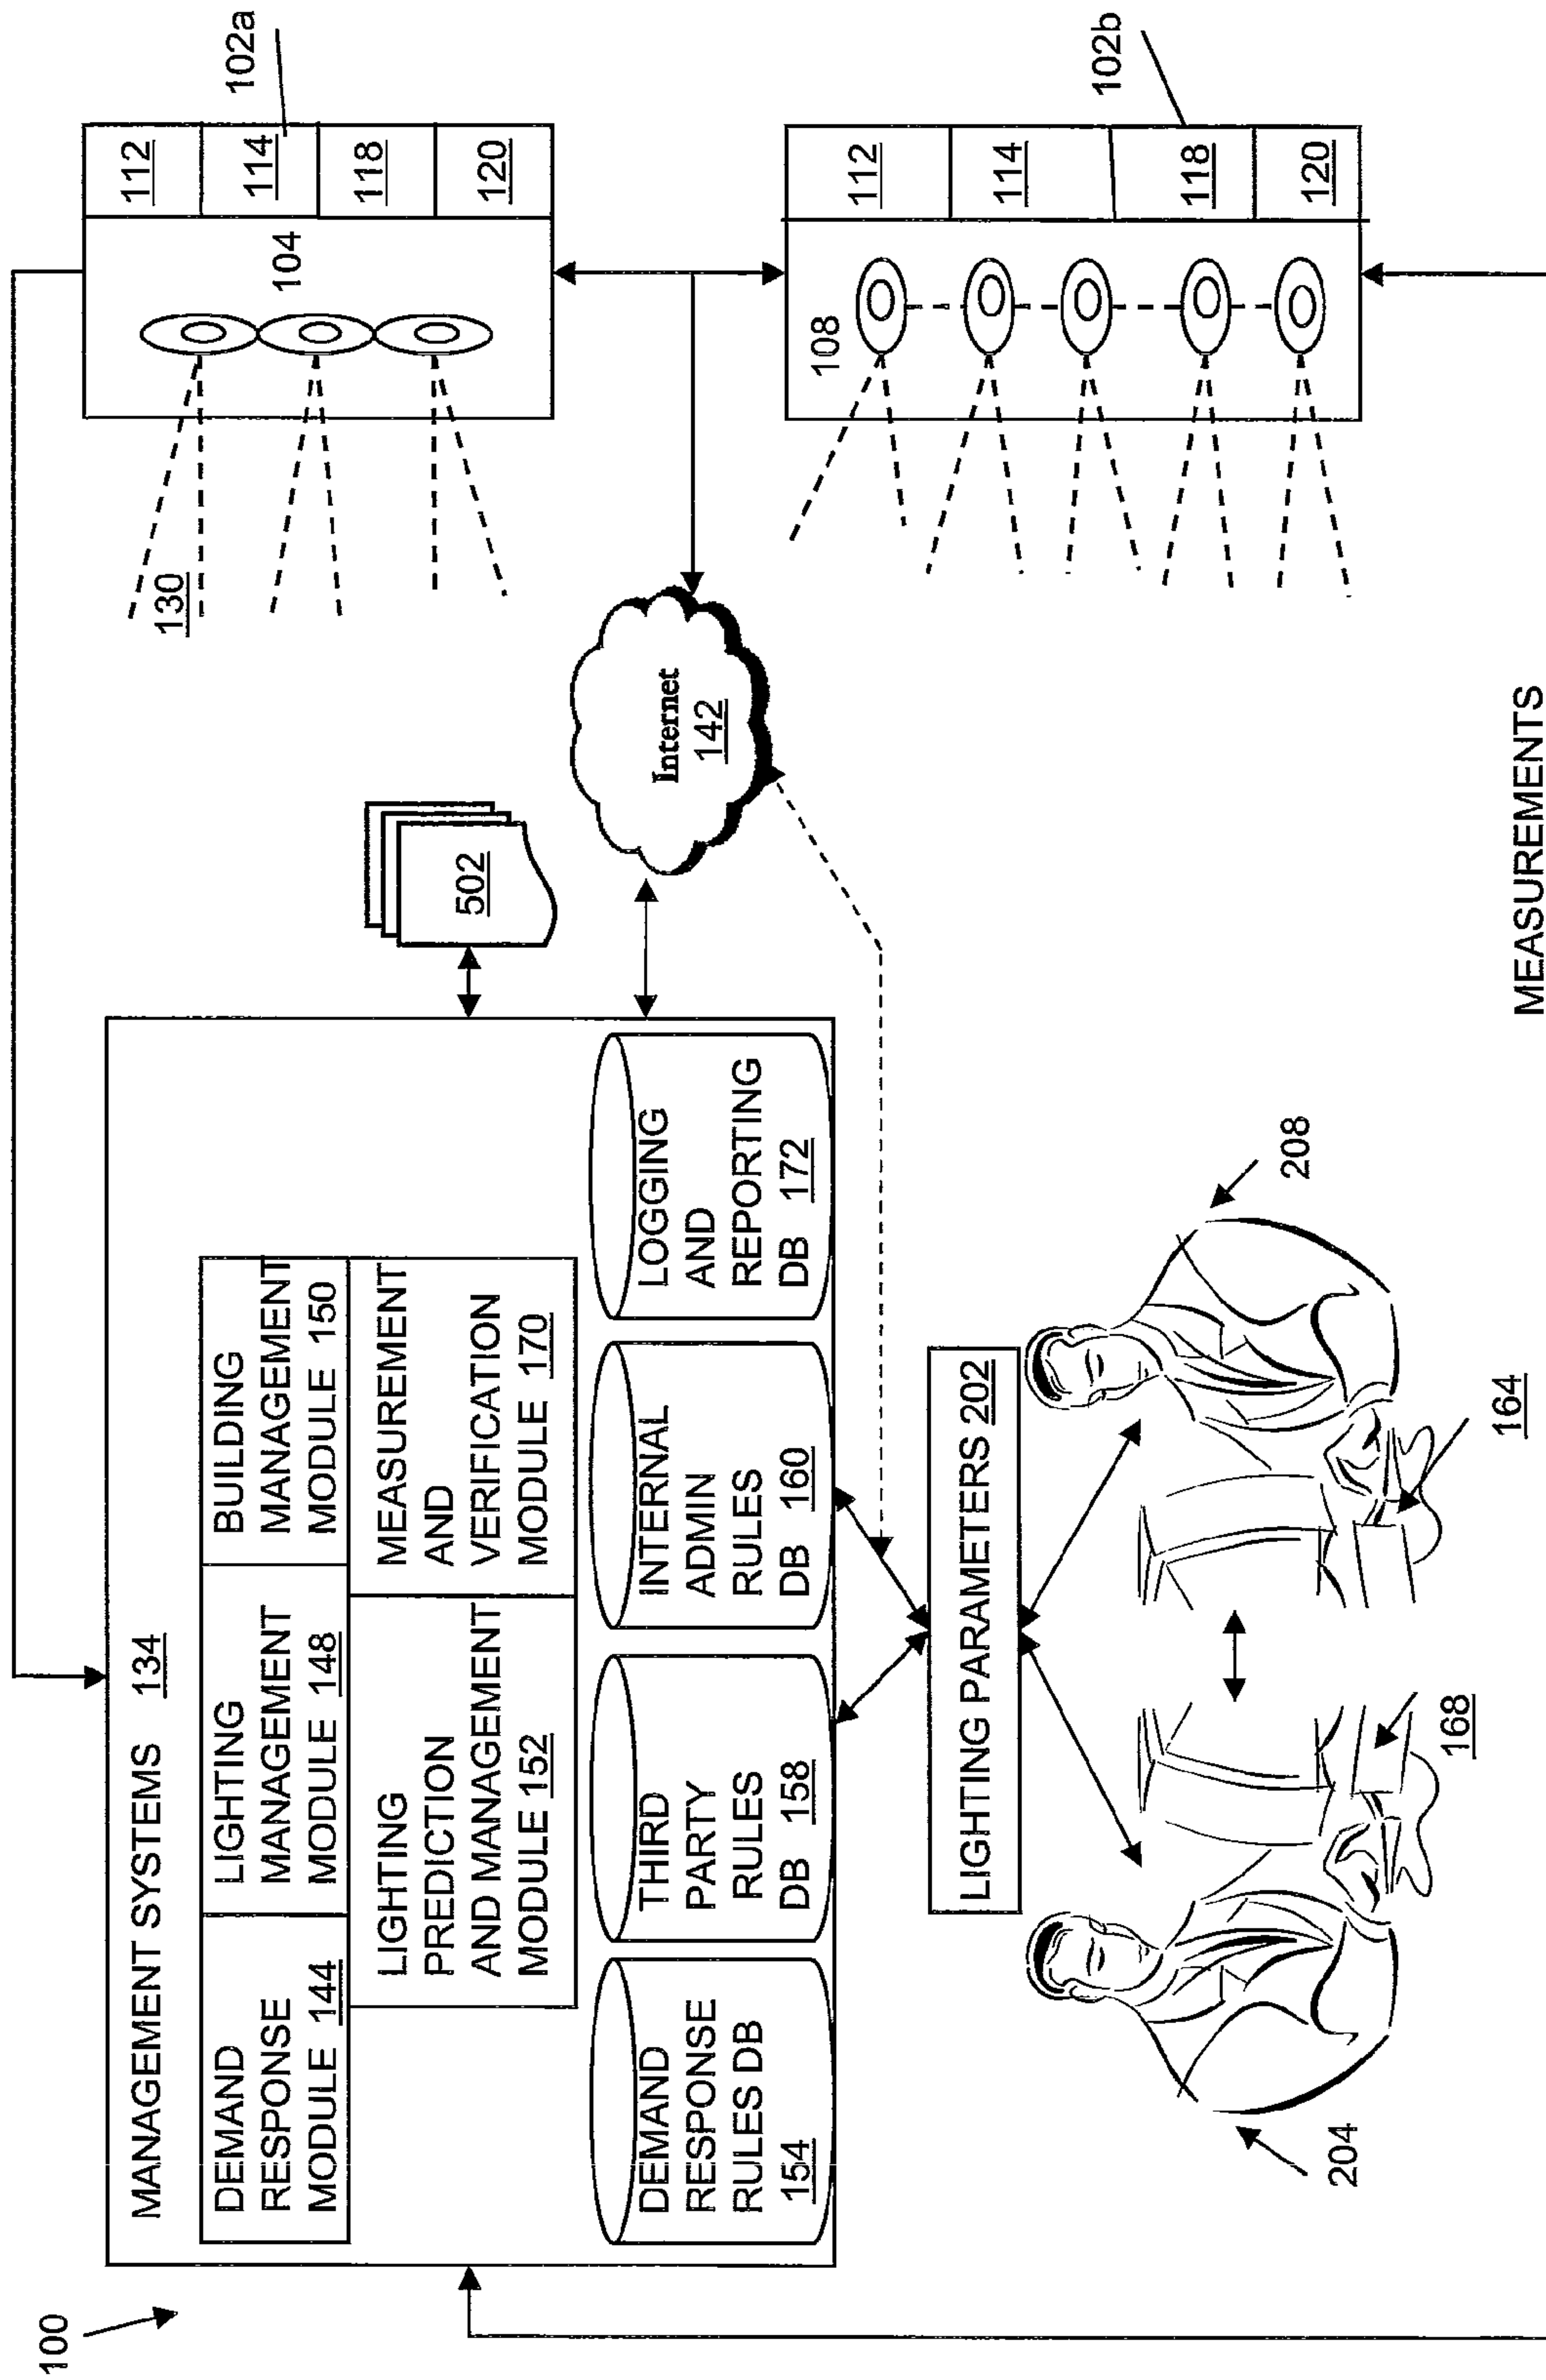 100
MANAGEMENT SYSTEMS 134
DEMAND
RESPONSE
MODULE 144
LIGHTING
MANAGEMENT
MODULE 148
BUILDING
MANAGEMENT
MODULE 150
LIGHTING
PREDICTION
AND MANAGEMENT
MODULE 152
MEASUREMENT
AND
VERIFICATION
MODULE 170
DEMAND
RESPONSE
RULES DB
154
THIRD
PARTY
RULES
DB 158
INTERNAL
ADMIN
RULES
DB 160
LOGGING
AND
REPORTING
DB 172
502
Internet
142
130
104
112
114
118
120
102a
108
112
114
118
120
102b
LIGHTING PARAMETERS 202
204
168
164
208
MEASUREMENTS